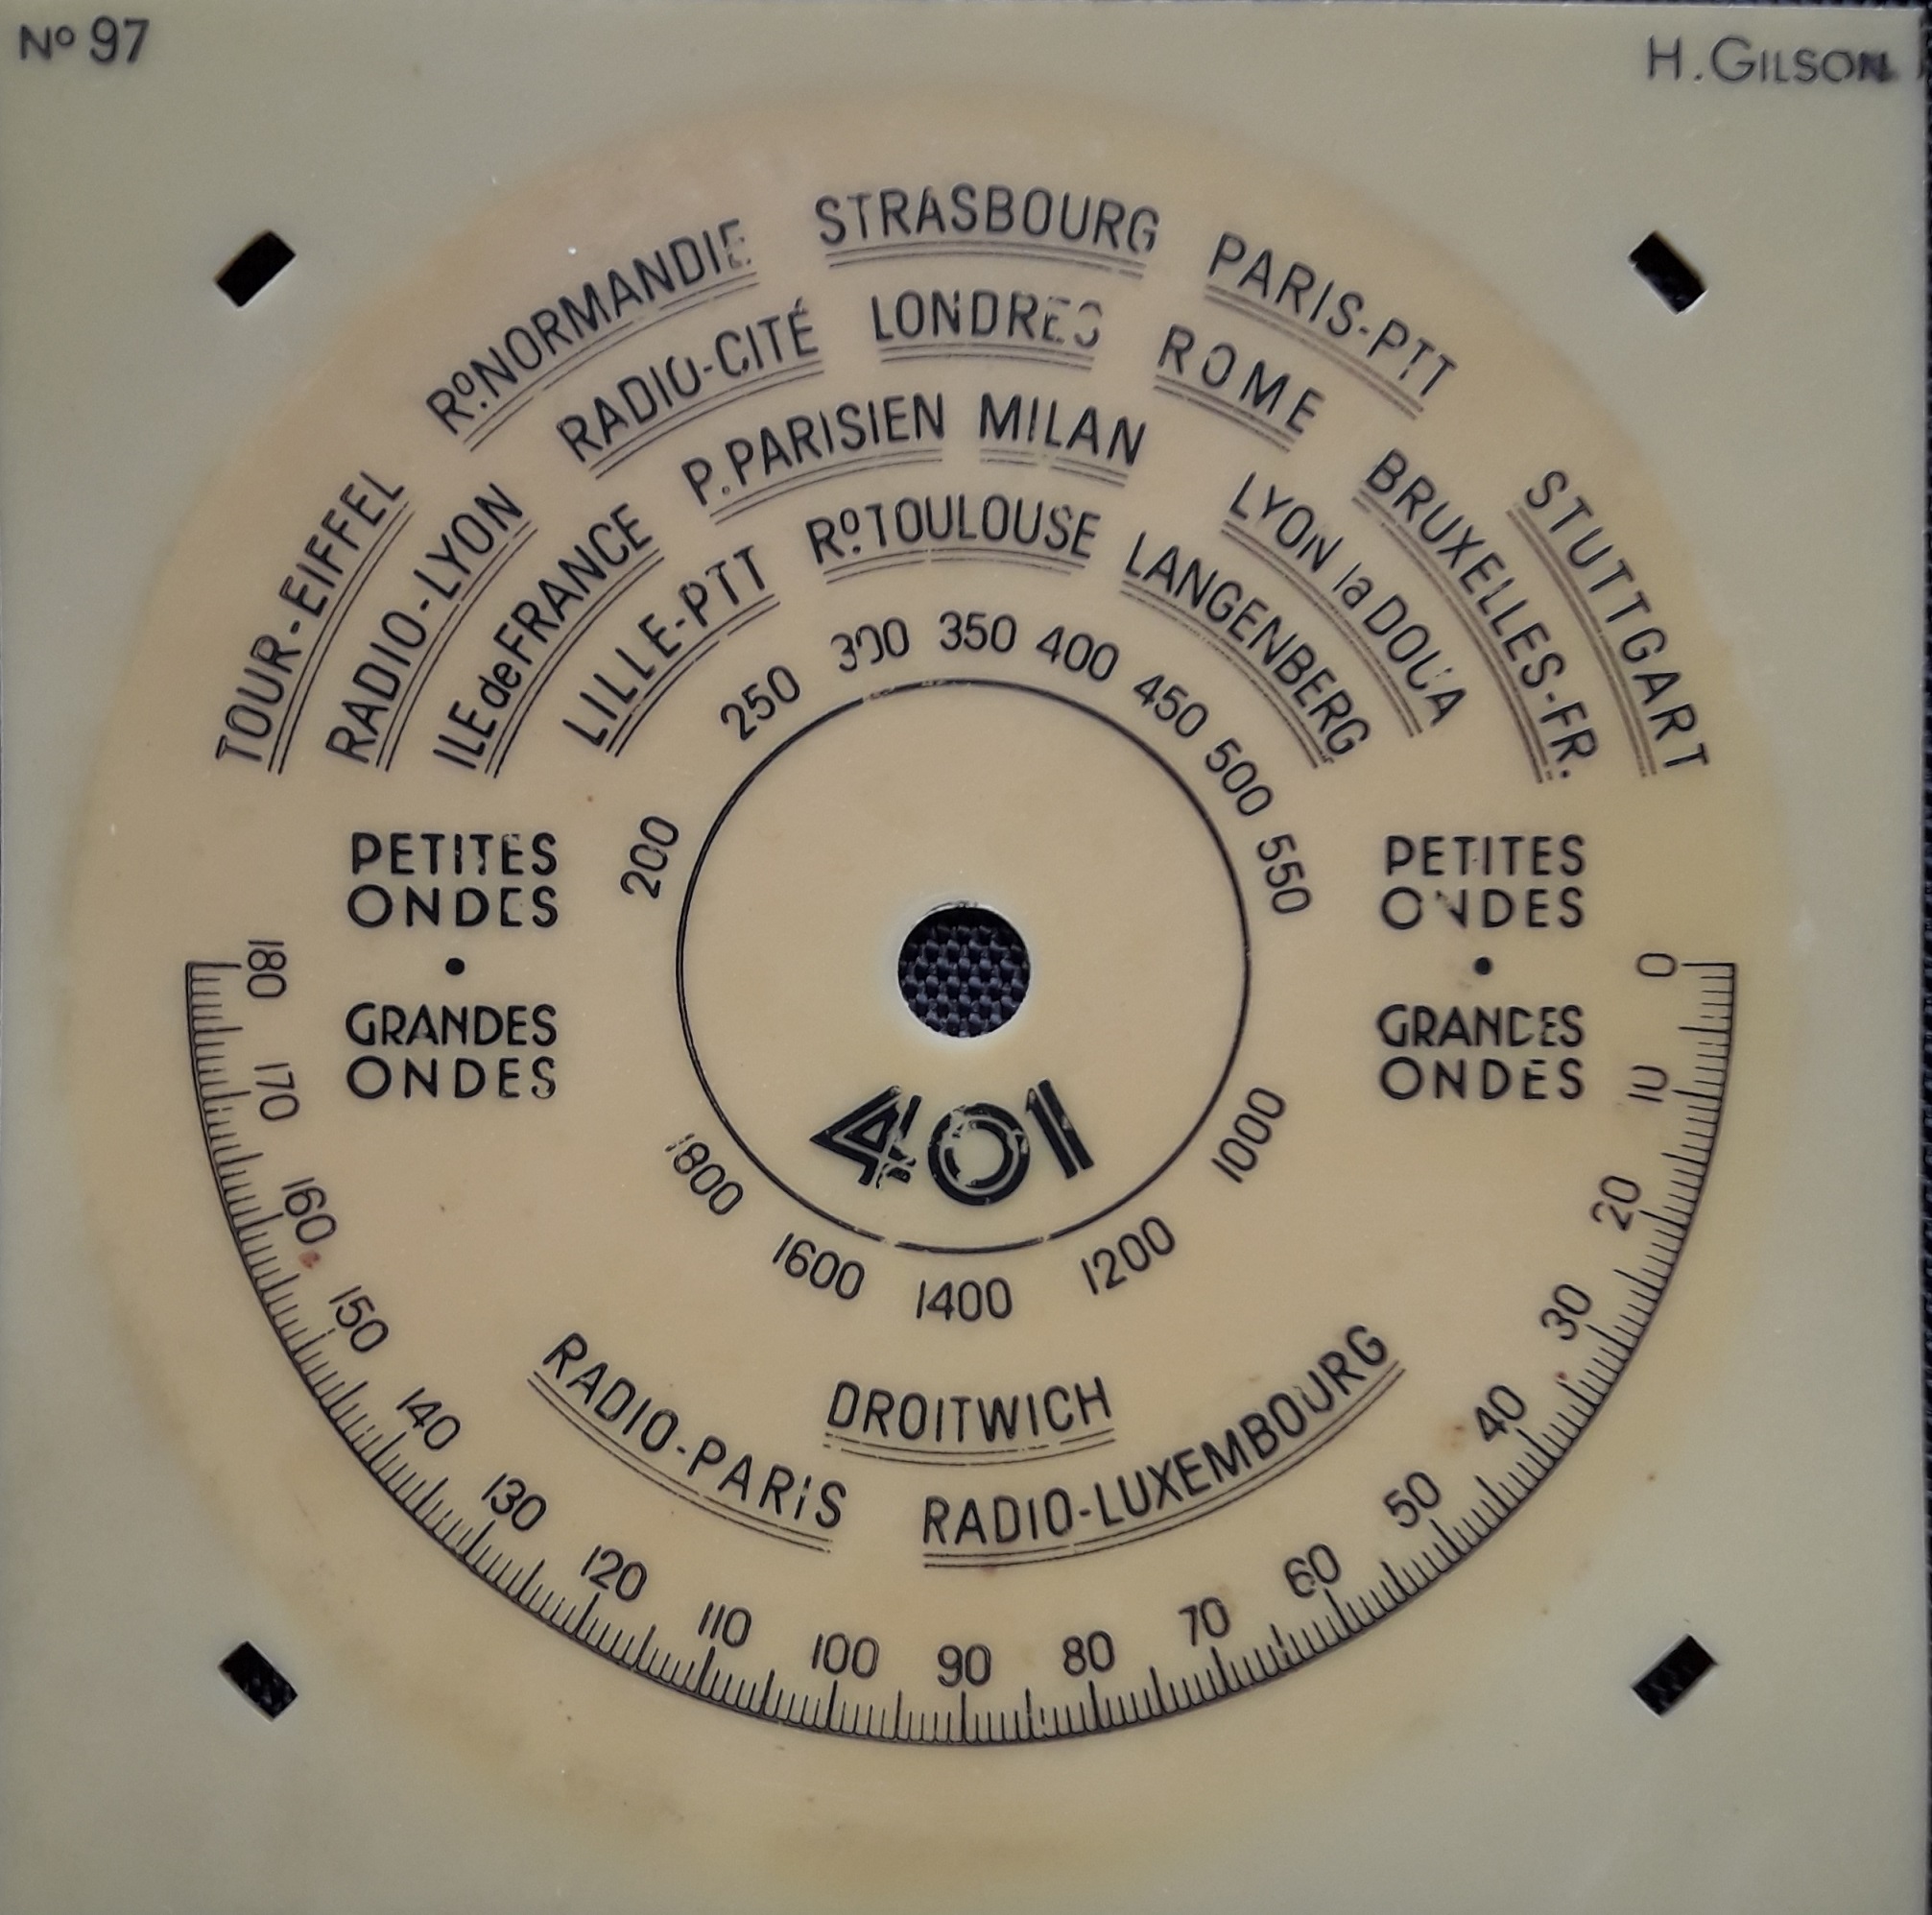 Nº 97
H. GILSON
STRASBOURG
Rº. NORMANDIE
PARIS-PTT
TOUR-EIFFEL
STUTTGART
LONDRES
RADIO-CITÉ
ROME
RADIO-LYON
BRUXELLES-FR.
P. PARISIEN
MILAN
ILE de FRANCE
LYON la DOUA
Rº. TOULOUSE
LILLE-PTT
LANGENBERG
200 250 300 350 400 450 500 550
PETITES
ONDES
•
GRANDES
ONDES
PETITES
ONDES
•
GRANDES
ONDES
401
1800 1600 1400 1200 1000
RADIO-PARIS
DROITWICH
RADIO-LUXEMBOURG
180 170 160 150 140 130 120 110 100 90 80 70 60 50 40 30 20 10 0